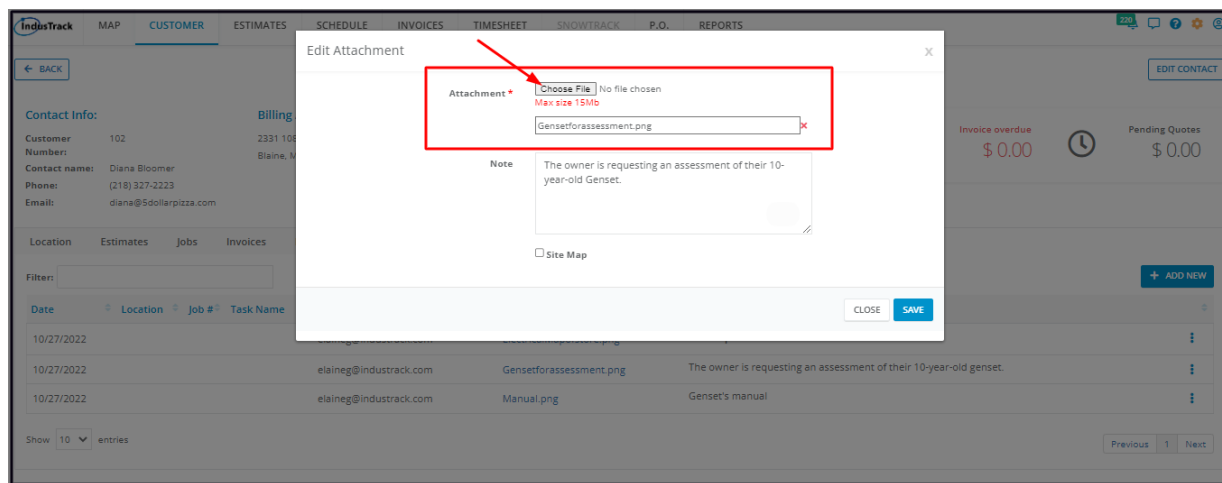 IndusTrack MAP CUSTOMER ESTIMATES SCHEDULE INVOICES TIMESHEET SNOWTRACK P.O. REPORTS 220
Edit Attachment X
← BACK
EDIT CONTACT
Attachment * Choose File No file chosen
Max size 15Mb
Gensetforassessment.png x
Contact Info:
Billing
Customer Number: 102
2331 108
Blaine, M
Contact name: Diana Bloomer
Phone: (218) 327-2223
Email: diana@5dollarpizza.com
Invoice overdue
$ 0.00
Pending Quotes
$ 0.00
Note The owner is requesting an assessment of their 10-
year-old Genset.
Site Map
Location Estimates Jobs Invoices
Filter:
+ ADD NEW
Date Location Job # Task Name
CLOSE SAVE
10/27/2022
10/27/2022 elaineg@industrack.com Gensetforassessment.png The owner is requesting an assessment of their 10-year-old genset.
10/27/2022 elaineg@industrack.com Manual.png Genset's manual
Show 10 entries
Previous 1 Next